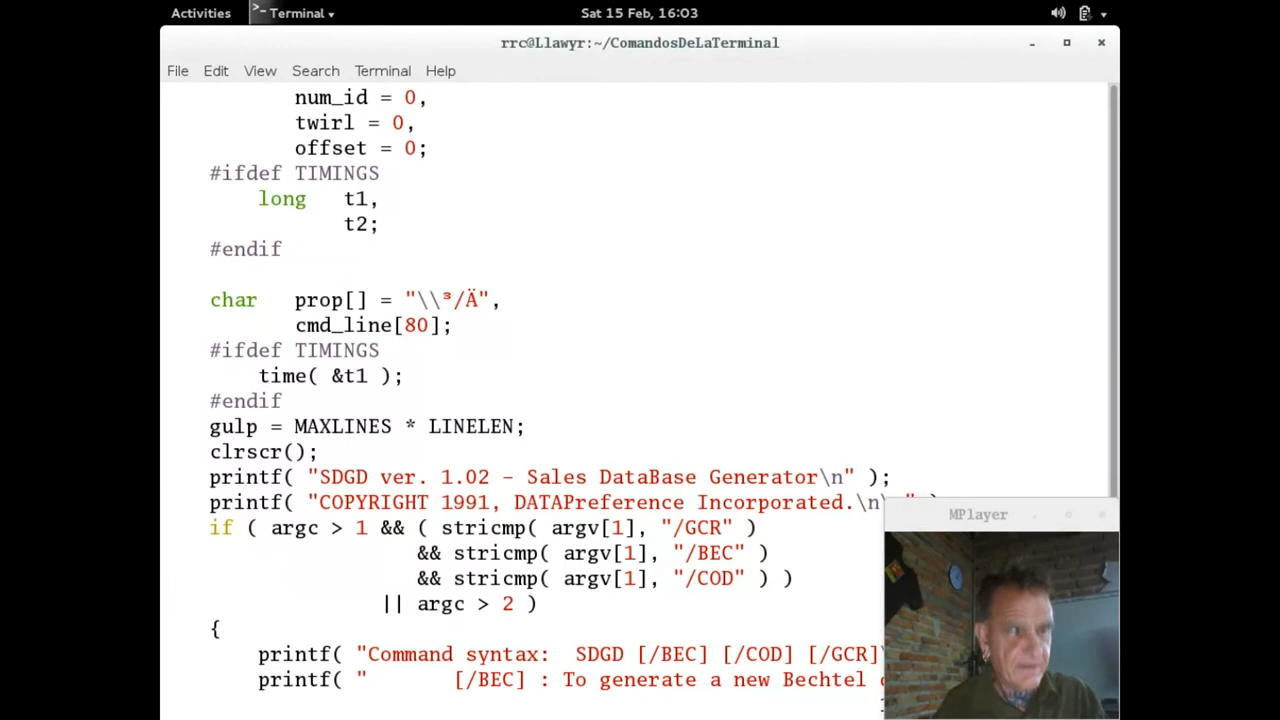 Activities Terminal Sat 15 Feb, 16:03
rrc@Llawyr:~/ComandosDeLaTerminal
File Edit View Search Terminal Help
num_id = 0,
twirl = 0,
offset = 0;
#ifdef TIMINGS
long t1,
t2;
#endif
char prop[] = "\\³/Ä",
cmd_line[80];
#ifdef TIMINGS
time( &t1 );
#endif
gulp = MAXLINES * LINELEN;
clrscr();
printf( "SDGD ver. 1.02 – Sales DataBase Generator\n" );
printf( "COPYRIGHT 1991, DATAPreference Incorporated.\n\
if ( argc > 1 && ( stricmp( argv[1], "/GCR" )
&& stricmp( argv[1], "/BEC" )
&& stricmp( argv[1], "/COD" ) )
|| argc > 2 )
{
printf( "Command syntax: SDGD [/BEC] [/COD] [/GCR]
printf( " [/BEC] : To generate a new Bechtel
MPlayer